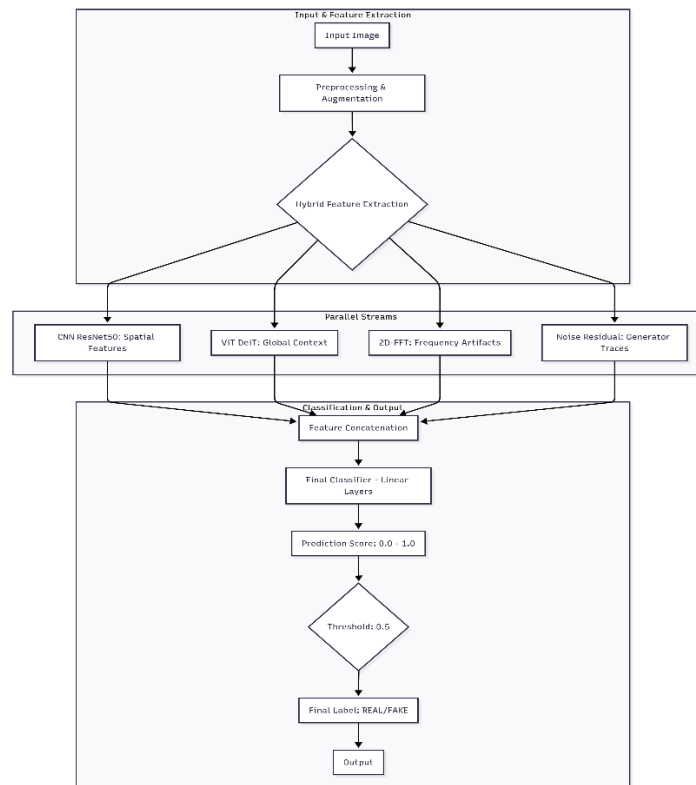 Input & Feature Extraction
Input Image
Preprocessing &
Augmentation
Hybrid Feature Extraction
Parallel Streams
CNN ResNet50: Spatial
Features
ViT DeiT: Global Context
2D-FFT: Frequency Artifacts
Noise Residual: Generator
Traces
Classification & Output
Feature Concatenation
Final Classifier - Linear
Layers
Prediction Score: 0.0 - 1.0
Threshold: 0.5
Final Label: REAL/FAKE
Output